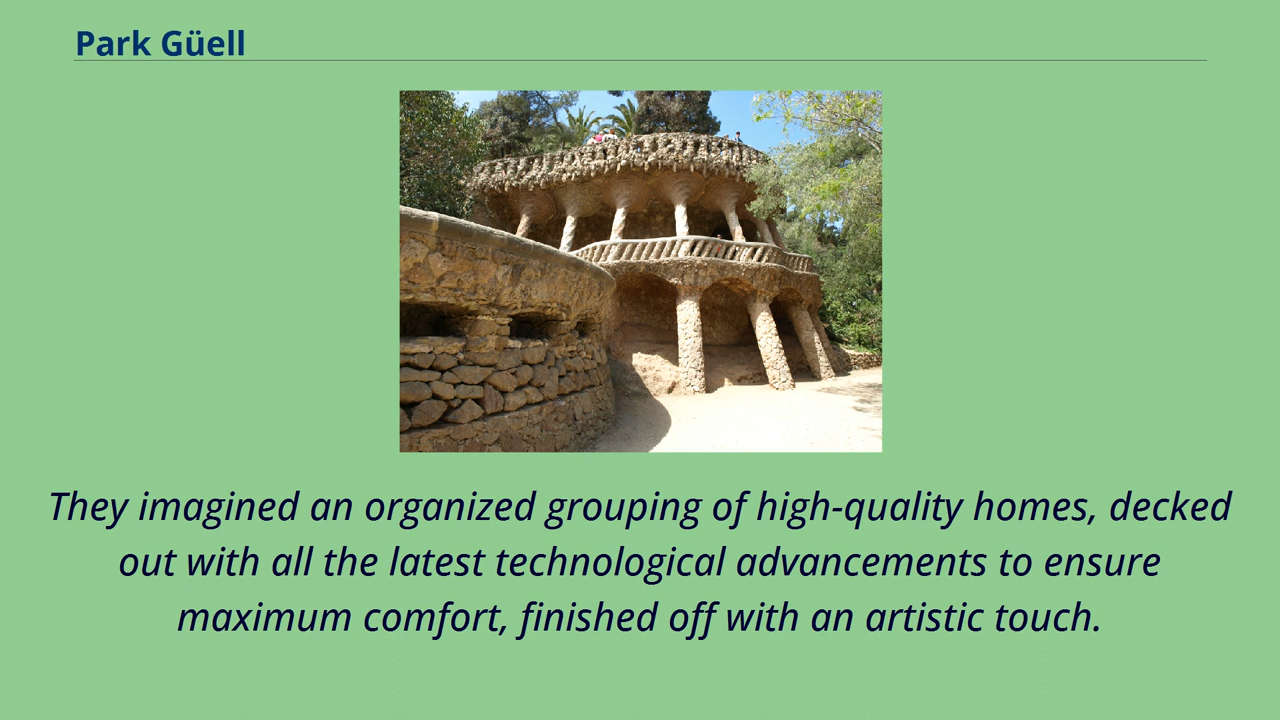 Park Güell
They imagined an organized grouping of high-quality homes, decked
out with all the latest technological advancements to ensure
maximum comfort, finished off with an artistic touch.